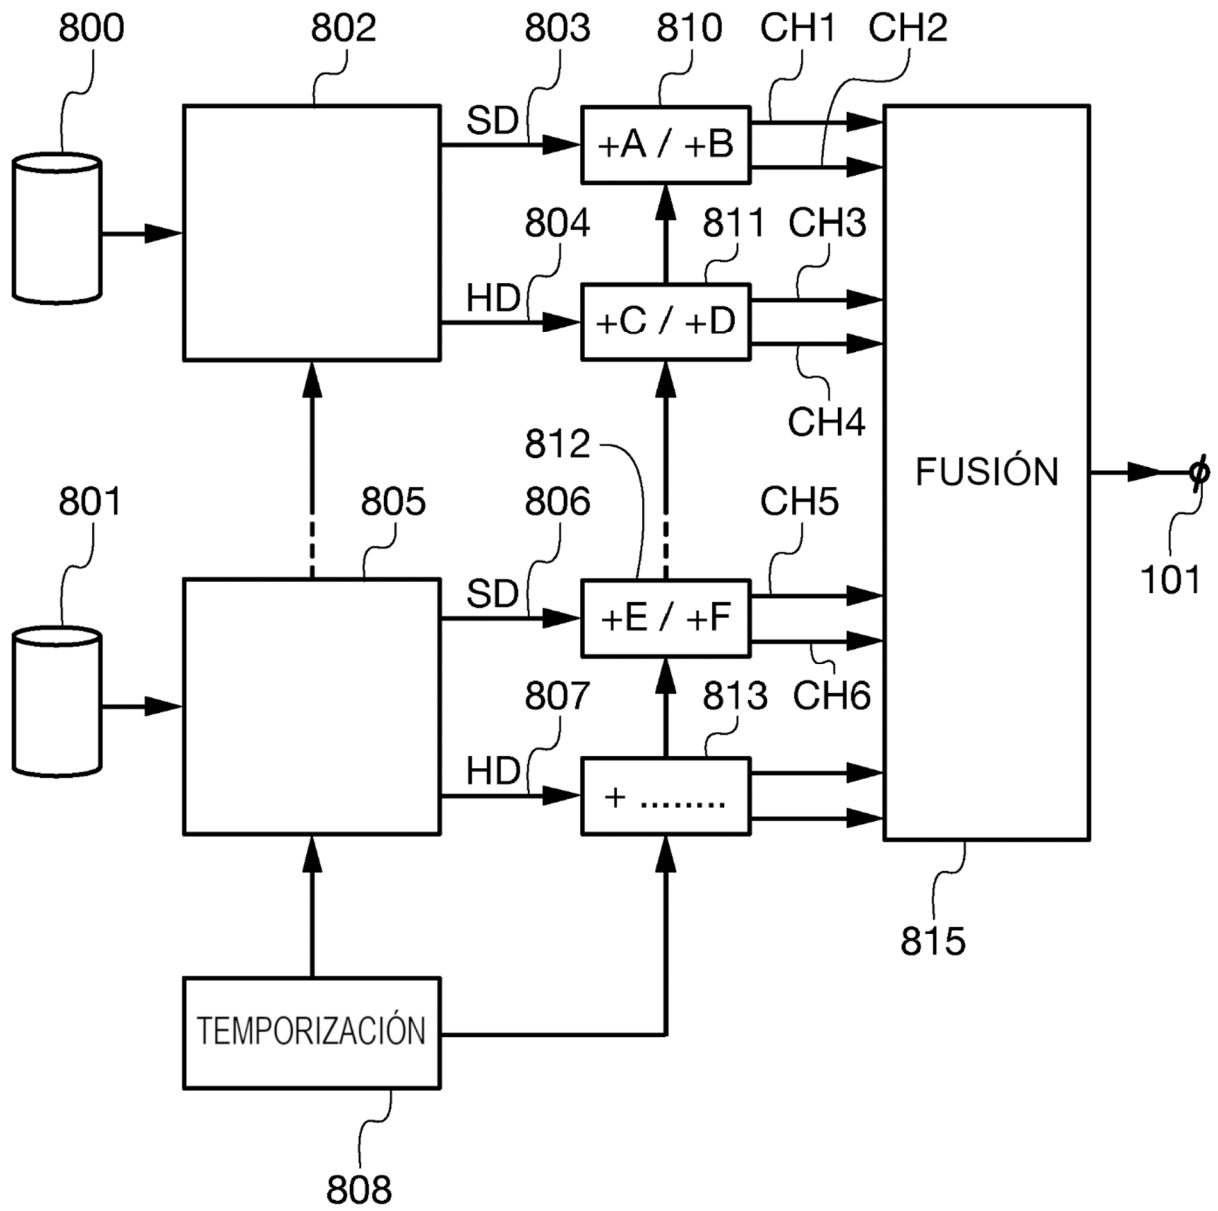 800 802 803 810 CH1 CH2
SD
+A / +B
804 811 CH3
HD
+C / +D
CH4
812
FUSIÓN
801 805 806 CH5
101
SD
+E / +F
807 813 CH6
HD
+ ........
815
TEMPORIZACIÓN
808